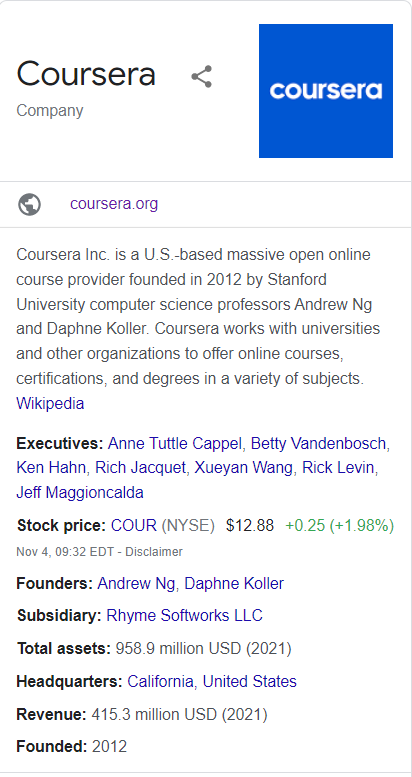 Coursera
Company
coursera
coursera.org
Coursera Inc. is a U.S.-based massive open online
course provider founded in 2012 by Stanford
University computer science professors Andrew Ng
and Daphne Koller. Coursera works with universities
and other organizations to offer online courses,
certifications, and degrees in a variety of subjects.
Wikipedia
Executives: Anne Tuttle Cappel, Betty Vandenbosch,
Ken Hahn, Rich Jacquet, Xueyan Wang, Rick Levin,
Jeff Maggioncalda
Stock price: COUR (NYSE) $12.88 +0.25 (+1.98%)
Nov 4, 09:32 EDT - Disclaimer
Founders: Andrew Ng, Daphne Koller
Subsidiary: Rhyme Softworks LLC
Total assets: 958.9 million USD (2021)
Headquarters: California, United States
Revenue: 415.3 million USD (2021)
Founded: 2012